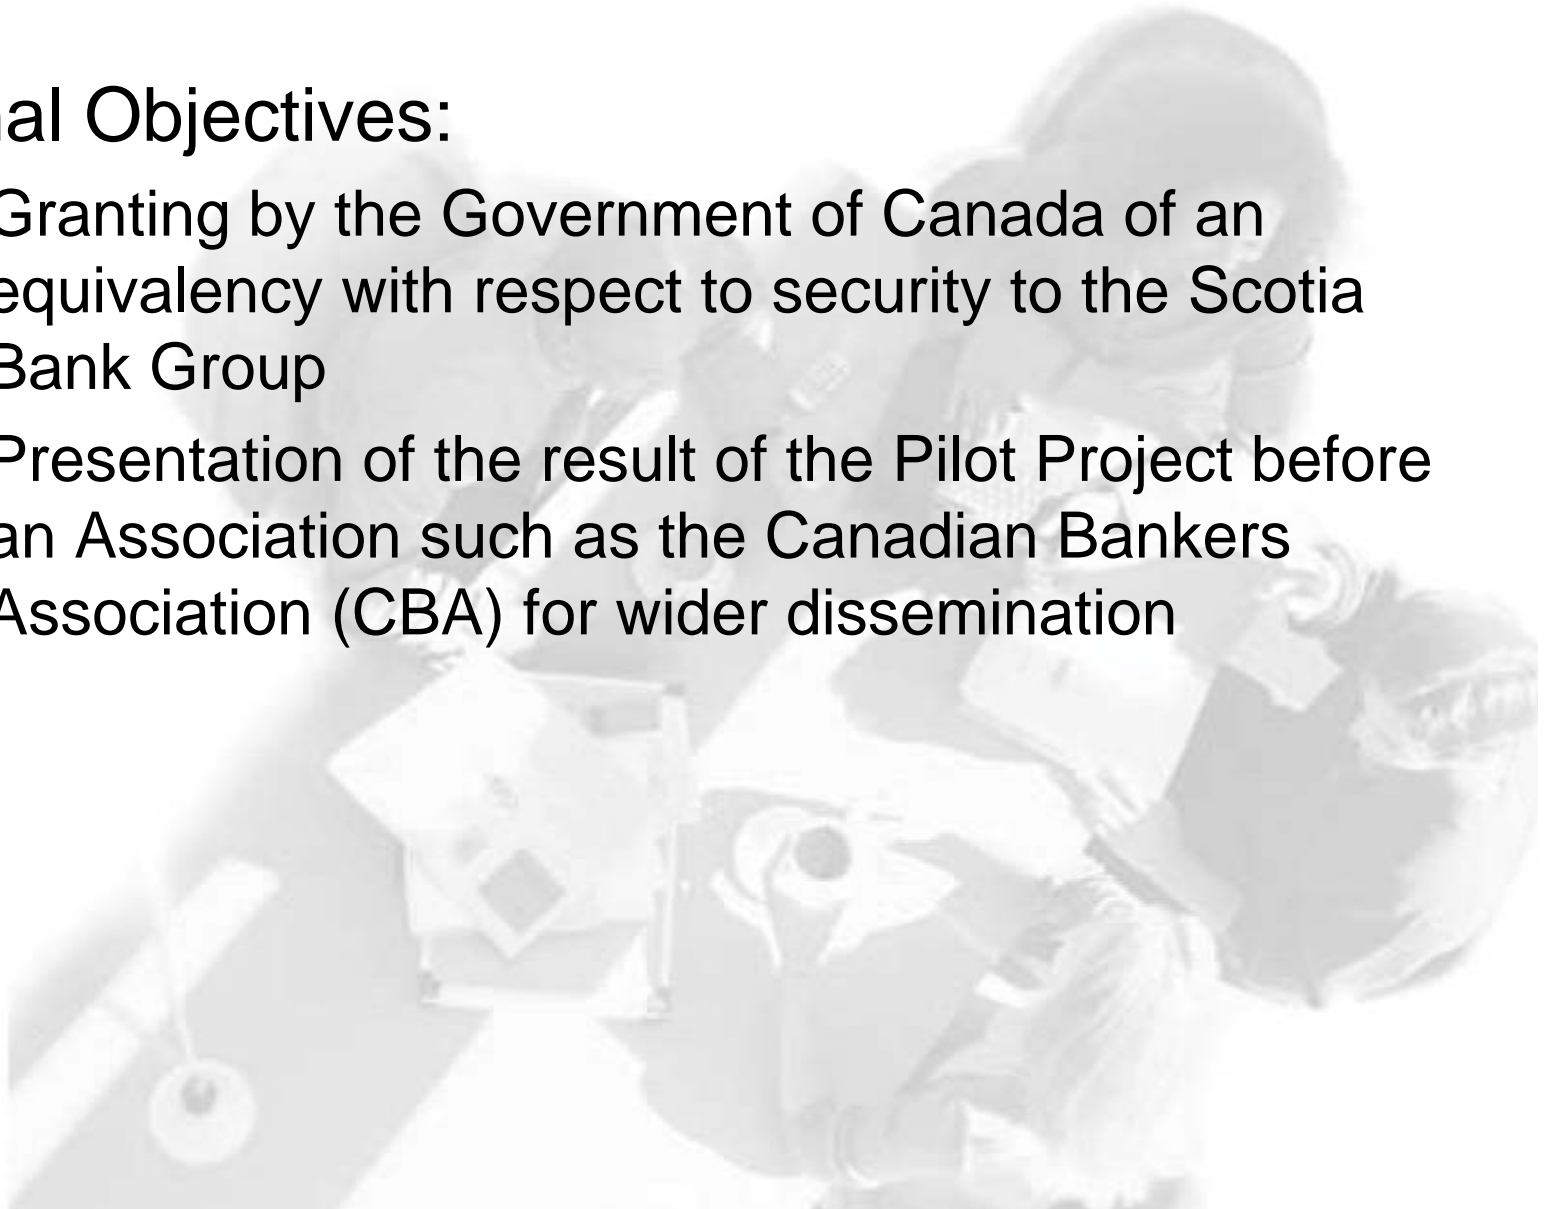 al Objectives:
Granting by the Government of Canada of an
equivalency with respect to security to the Scotia
Bank Group
Presentation of the result of the Pilot Project before
an Association such as the Canadian Bankers
Association (CBA) for wider dissemination